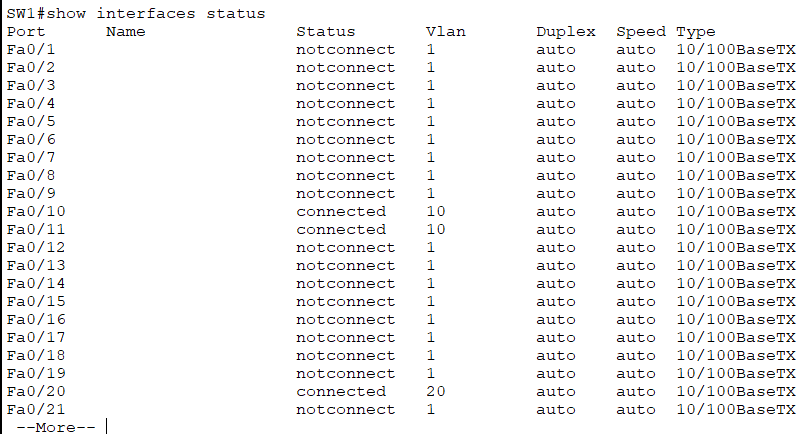 SW1#show interfaces status
Port      Name               Status       Vlan       Duplex  Speed Type
Fa0/1                        notconnect   1          auto    auto  10/100BaseTX
Fa0/2                        notconnect   1          auto    auto  10/100BaseTX
Fa0/3                        notconnect   1          auto    auto  10/100BaseTX
Fa0/4                        notconnect   1          auto    auto  10/100BaseTX
Fa0/5                        notconnect   1          auto    auto  10/100BaseTX
Fa0/6                        notconnect   1          auto    auto  10/100BaseTX
Fa0/7                        notconnect   1          auto    auto  10/100BaseTX
Fa0/8                        notconnect   1          auto    auto  10/100BaseTX
Fa0/9                        notconnect   1          auto    auto  10/100BaseTX
Fa0/10                       connected    10         auto    auto  10/100BaseTX
Fa0/11                       connected    10         auto    auto  10/100BaseTX
Fa0/12                       notconnect   1          auto    auto  10/100BaseTX
Fa0/13                       notconnect   1          auto    auto  10/100BaseTX
Fa0/14                       notconnect   1          auto    auto  10/100BaseTX
Fa0/15                       notconnect   1          auto    auto  10/100BaseTX
Fa0/16                       notconnect   1          auto    auto  10/100BaseTX
Fa0/17                       notconnect   1          auto    auto  10/100BaseTX
Fa0/18                       notconnect   1          auto    auto  10/100BaseTX
Fa0/19                       notconnect   1          auto    auto  10/100BaseTX
Fa0/20                       connected    20         auto    auto  10/100BaseTX
Fa0/21                       notconnect   1          auto    auto  10/100BaseTX
 --More--